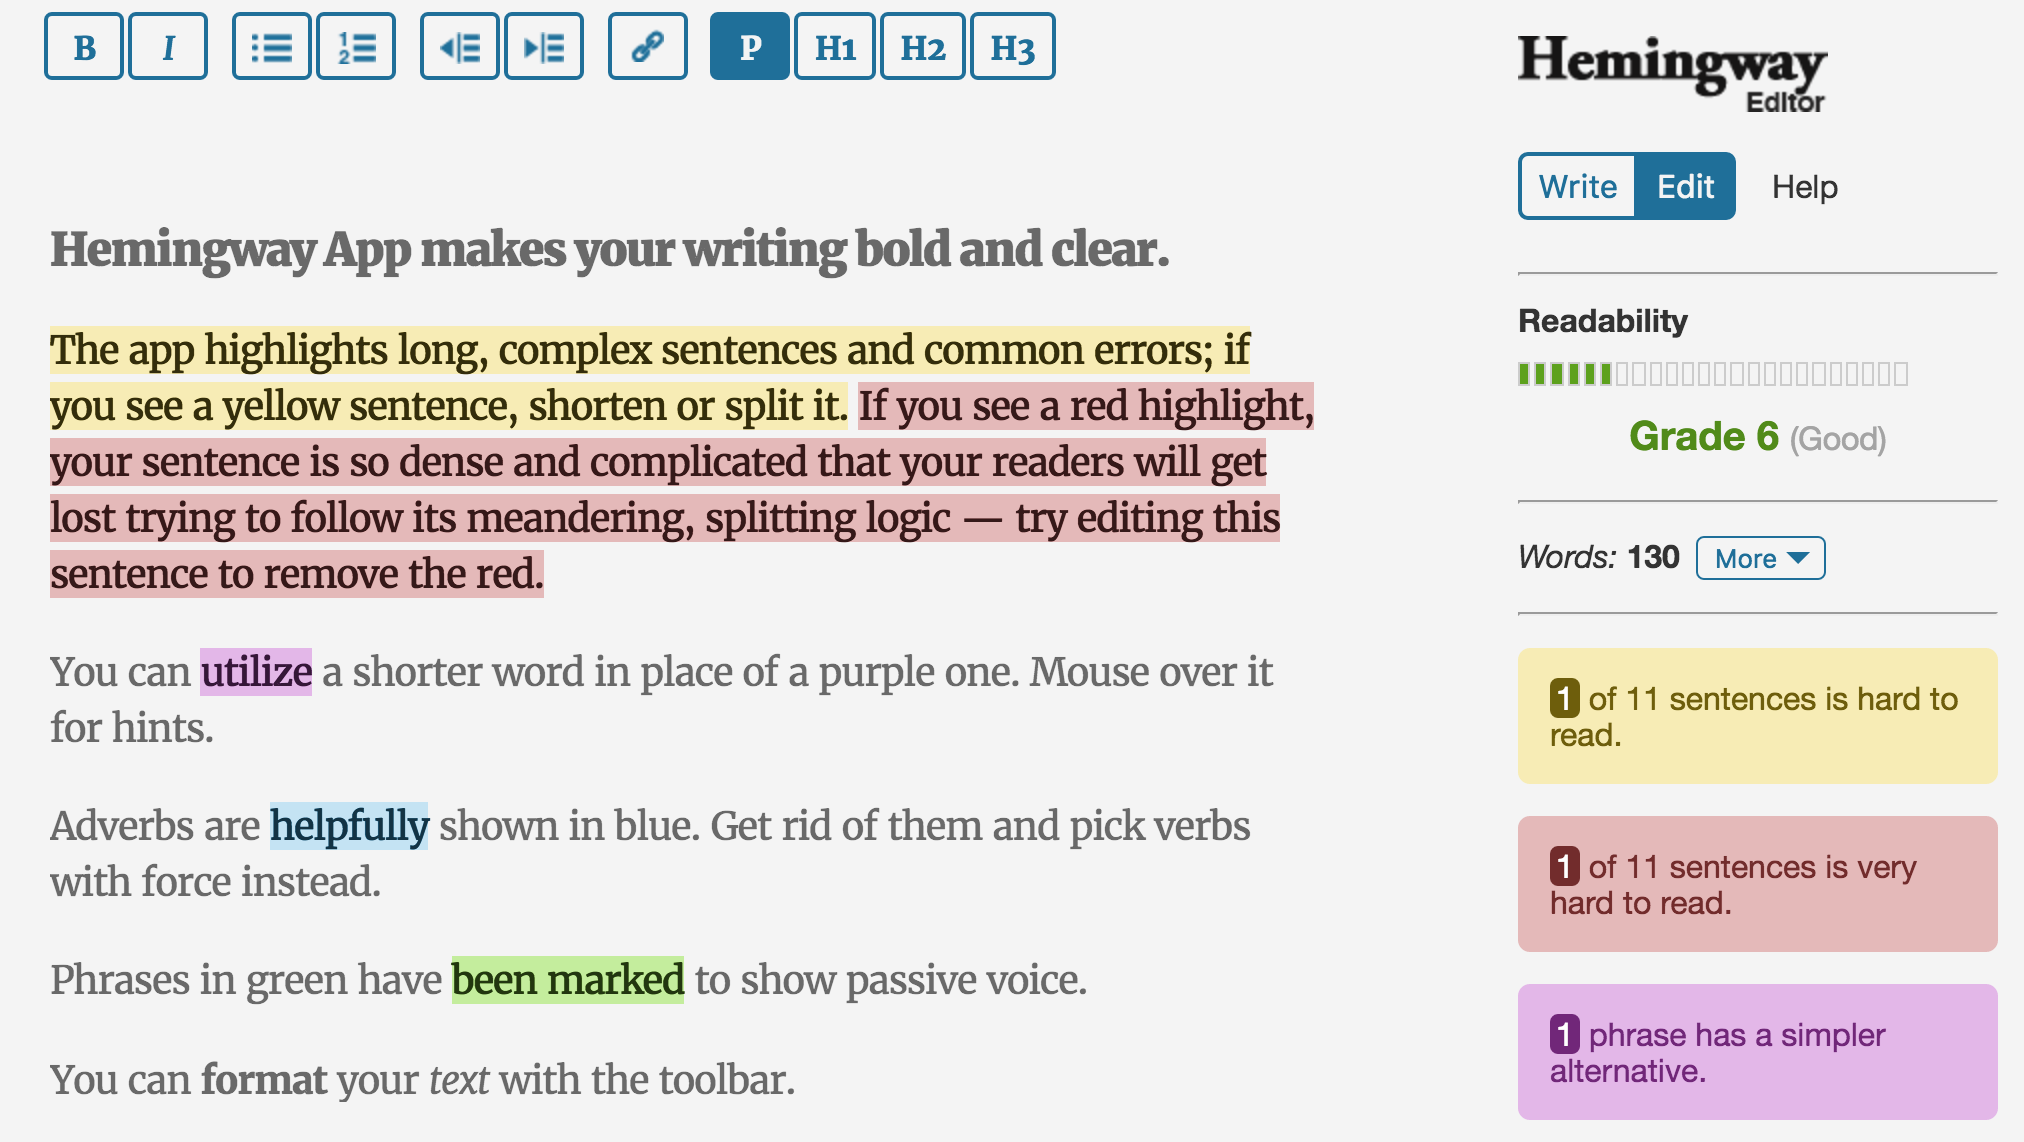 B I 1 2 P H1 H2 H3
Hemingway
Editor
Write Edit Help
Hemingway App makes your writing bold and clear.
The app highlights long, complex sentences and common errors; if
you see a yellow sentence, shorten or split it. If you see a red highlight,
your sentence is so dense and complicated that your readers will get
lost trying to follow its meandering, splitting logic — try editing this
sentence to remove the red.
You can utilize a shorter word in place of a purple one. Mouse over it
for hints.
Adverbs are helpfully shown in blue. Get rid of them and pick verbs
with force instead.
Phrases in green have been marked to show passive voice.
You can format your text with the toolbar.
Readability
Grade 6 (Good)
Words: 130 More
1 of 11 sentences is hard to
read.
1 of 11 sentences is very
hard to read.
1 phrase has a simpler
alternative.